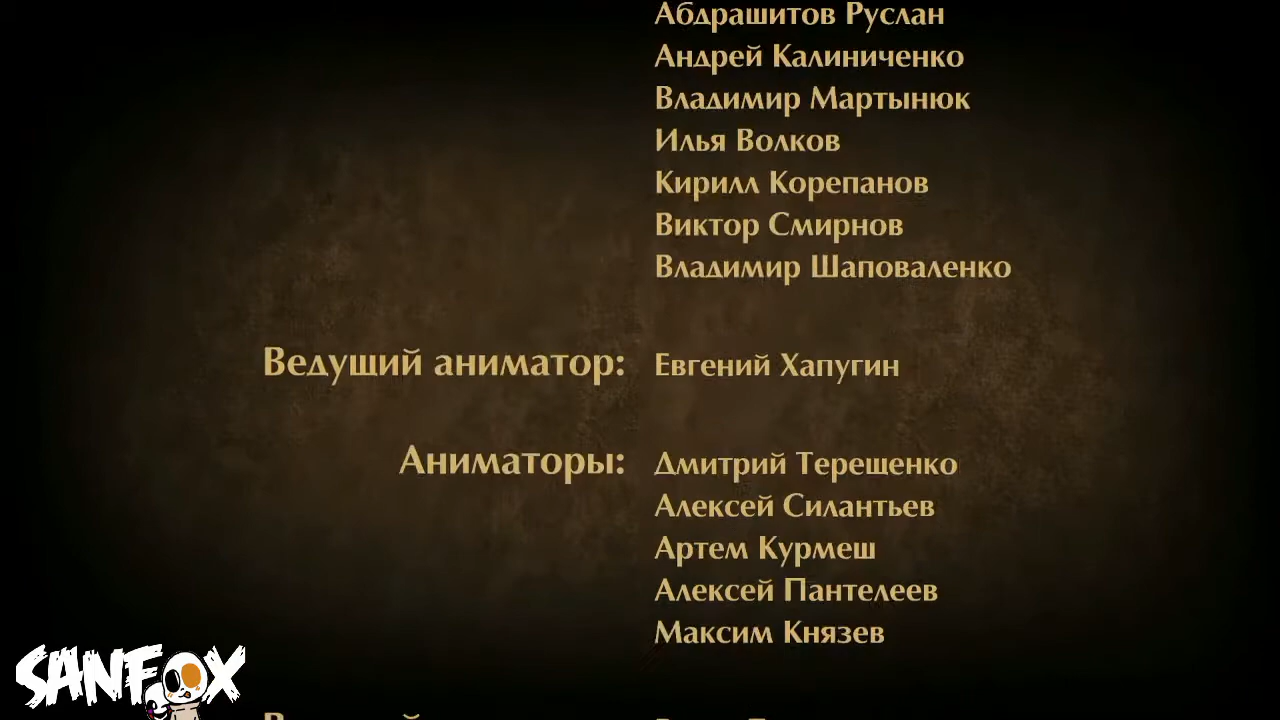 Абдрашитов Руслан
Андрей Калиниченко
Владимир Мартынюк
Илья Волков
Кирилл Корепанов
Виктор Смирнов
Владимир Шаповаленко
Ведущий аниматор: Евгений Хапугин
Аниматоры: Дмитрий Терещенко
Алексей Силантьев
Артем Курмеш
Алексей Пантелеев
Максим Князев
SANFOX